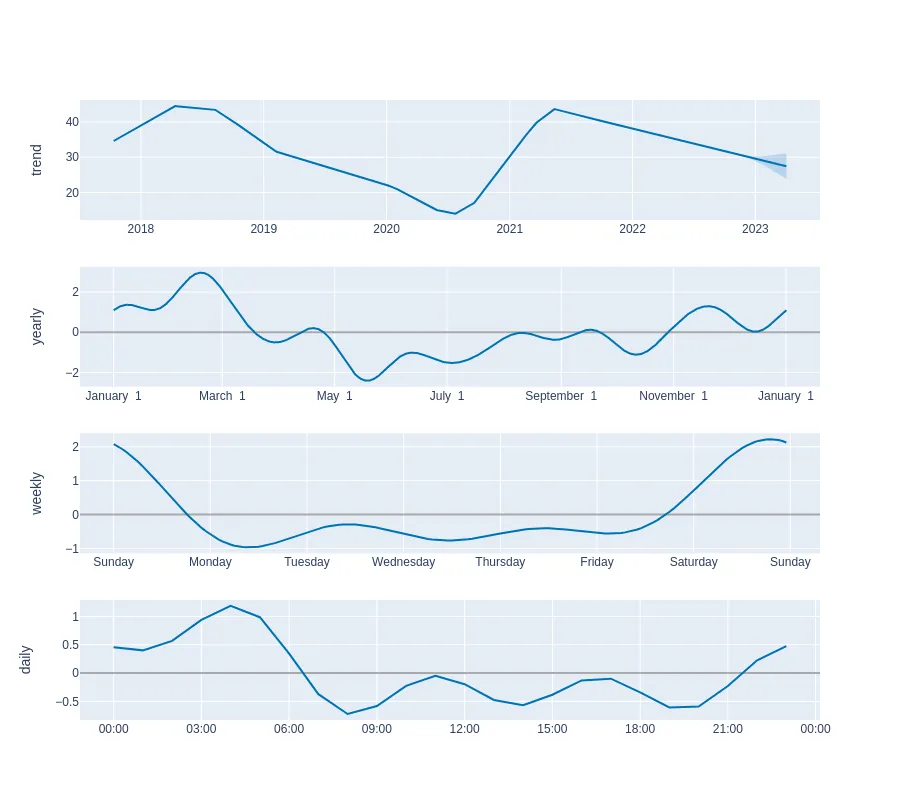 trend
40
30
20
2018 2019 2020 2021 2022 2023
yearly
2
0
−2
January 1 March 1 May 1 July 1 September 1 November 1 January 1
weekly
2
1
0
−1
Sunday Monday Tuesday Wednesday Thursday Friday Saturday Sunday
daily
1
0.5
0
−0.5
00:00 03:00 06:00 09:00 12:00 15:00 18:00 21:00 00:00